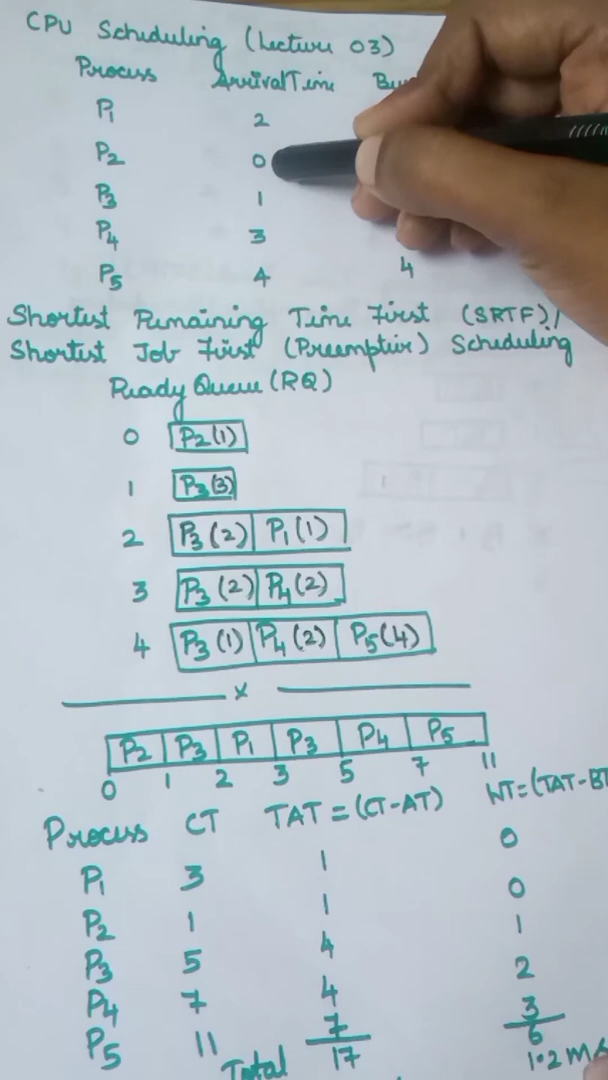 CPU Scheduling (Lecture 03)
Process Arrival Time
P1 2
P2 0
P3 1
P4 3
P5 4 4
Shortest Remaining Time First (SRTF)/
Shortest Job First (Preemptive) Scheduling
Ready Queue (RQ)
0 P2(1)
1 P3(3)
2 P3(2) P1(1)
3 P3(2) P4(2)
4 P3(1) P4(2) P5(4)
x
P2 P3 P1 P3 P4 P5
0 1 2 3 5 7 11
Process CT TAT=(CT-AT) WT=(TAT-BT
P1 3 1 0
P2 1 1 0
P3 5 4 1
P4 7 4 2
P5 11 7 3
Total 17 6
1.2